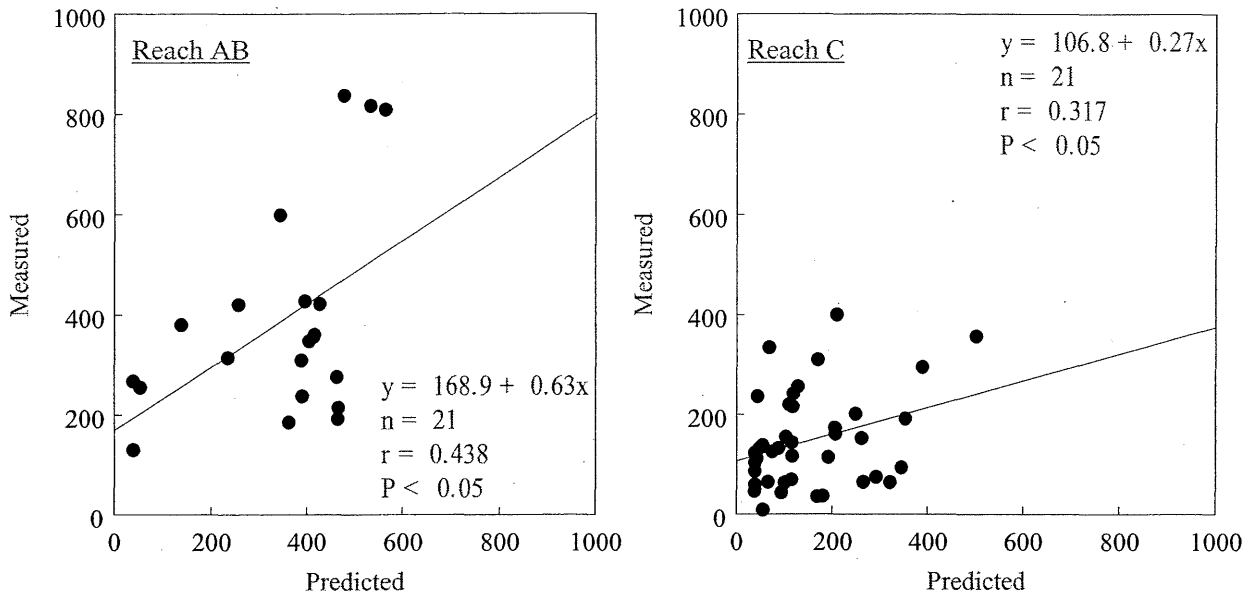 Reach AB
y = 168.9 + 0.63x
n = 21
r = 0.438
P < 0.05
Measured
1000
800
600
400
200
0
0 200 400 600 800 1000
Predicted
Reach C
y = 106.8 + 0.27x
n = 21
r = 0.317
P < 0.05
Measured
1000
800
600
400
200
0
0 200 400 600 800 1000
Predicted